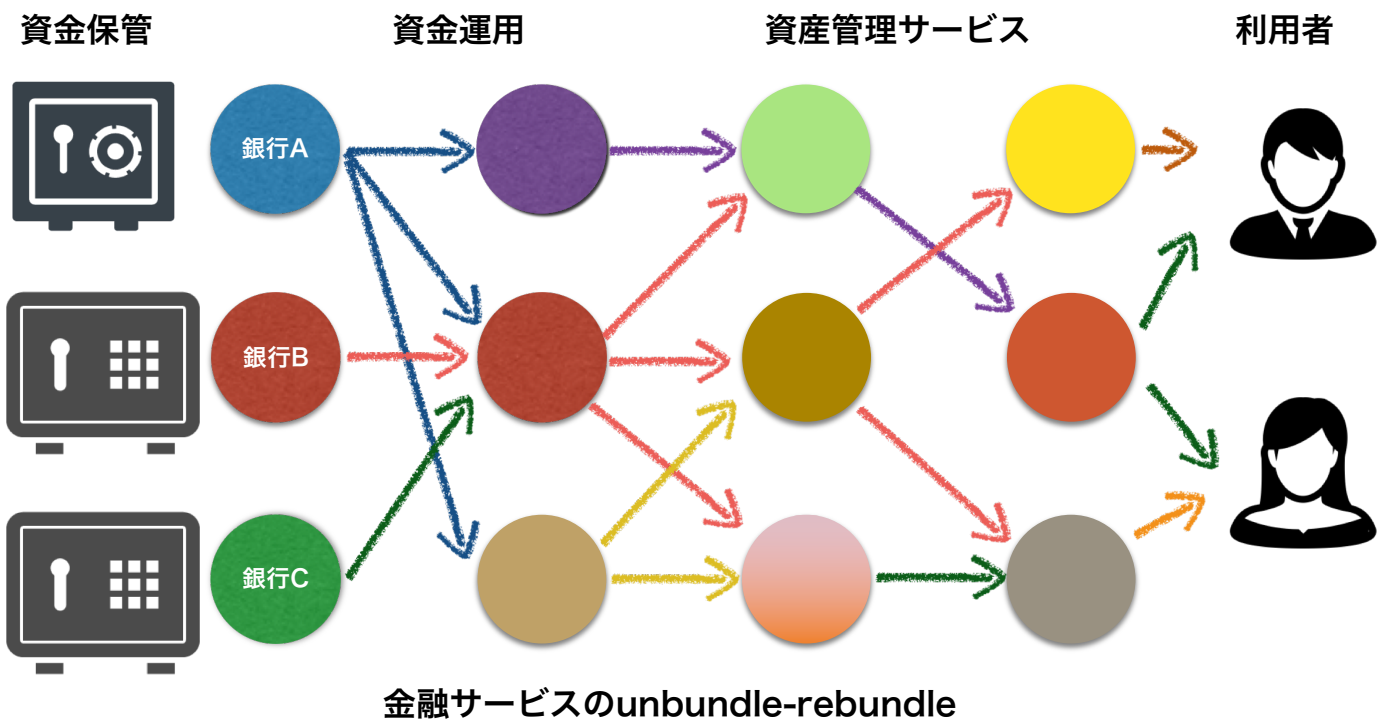 資金保管
資金運用
資産管理サービス
利用者
銀行A
銀行B
銀行C
金融サービスのunbundle-rebundle